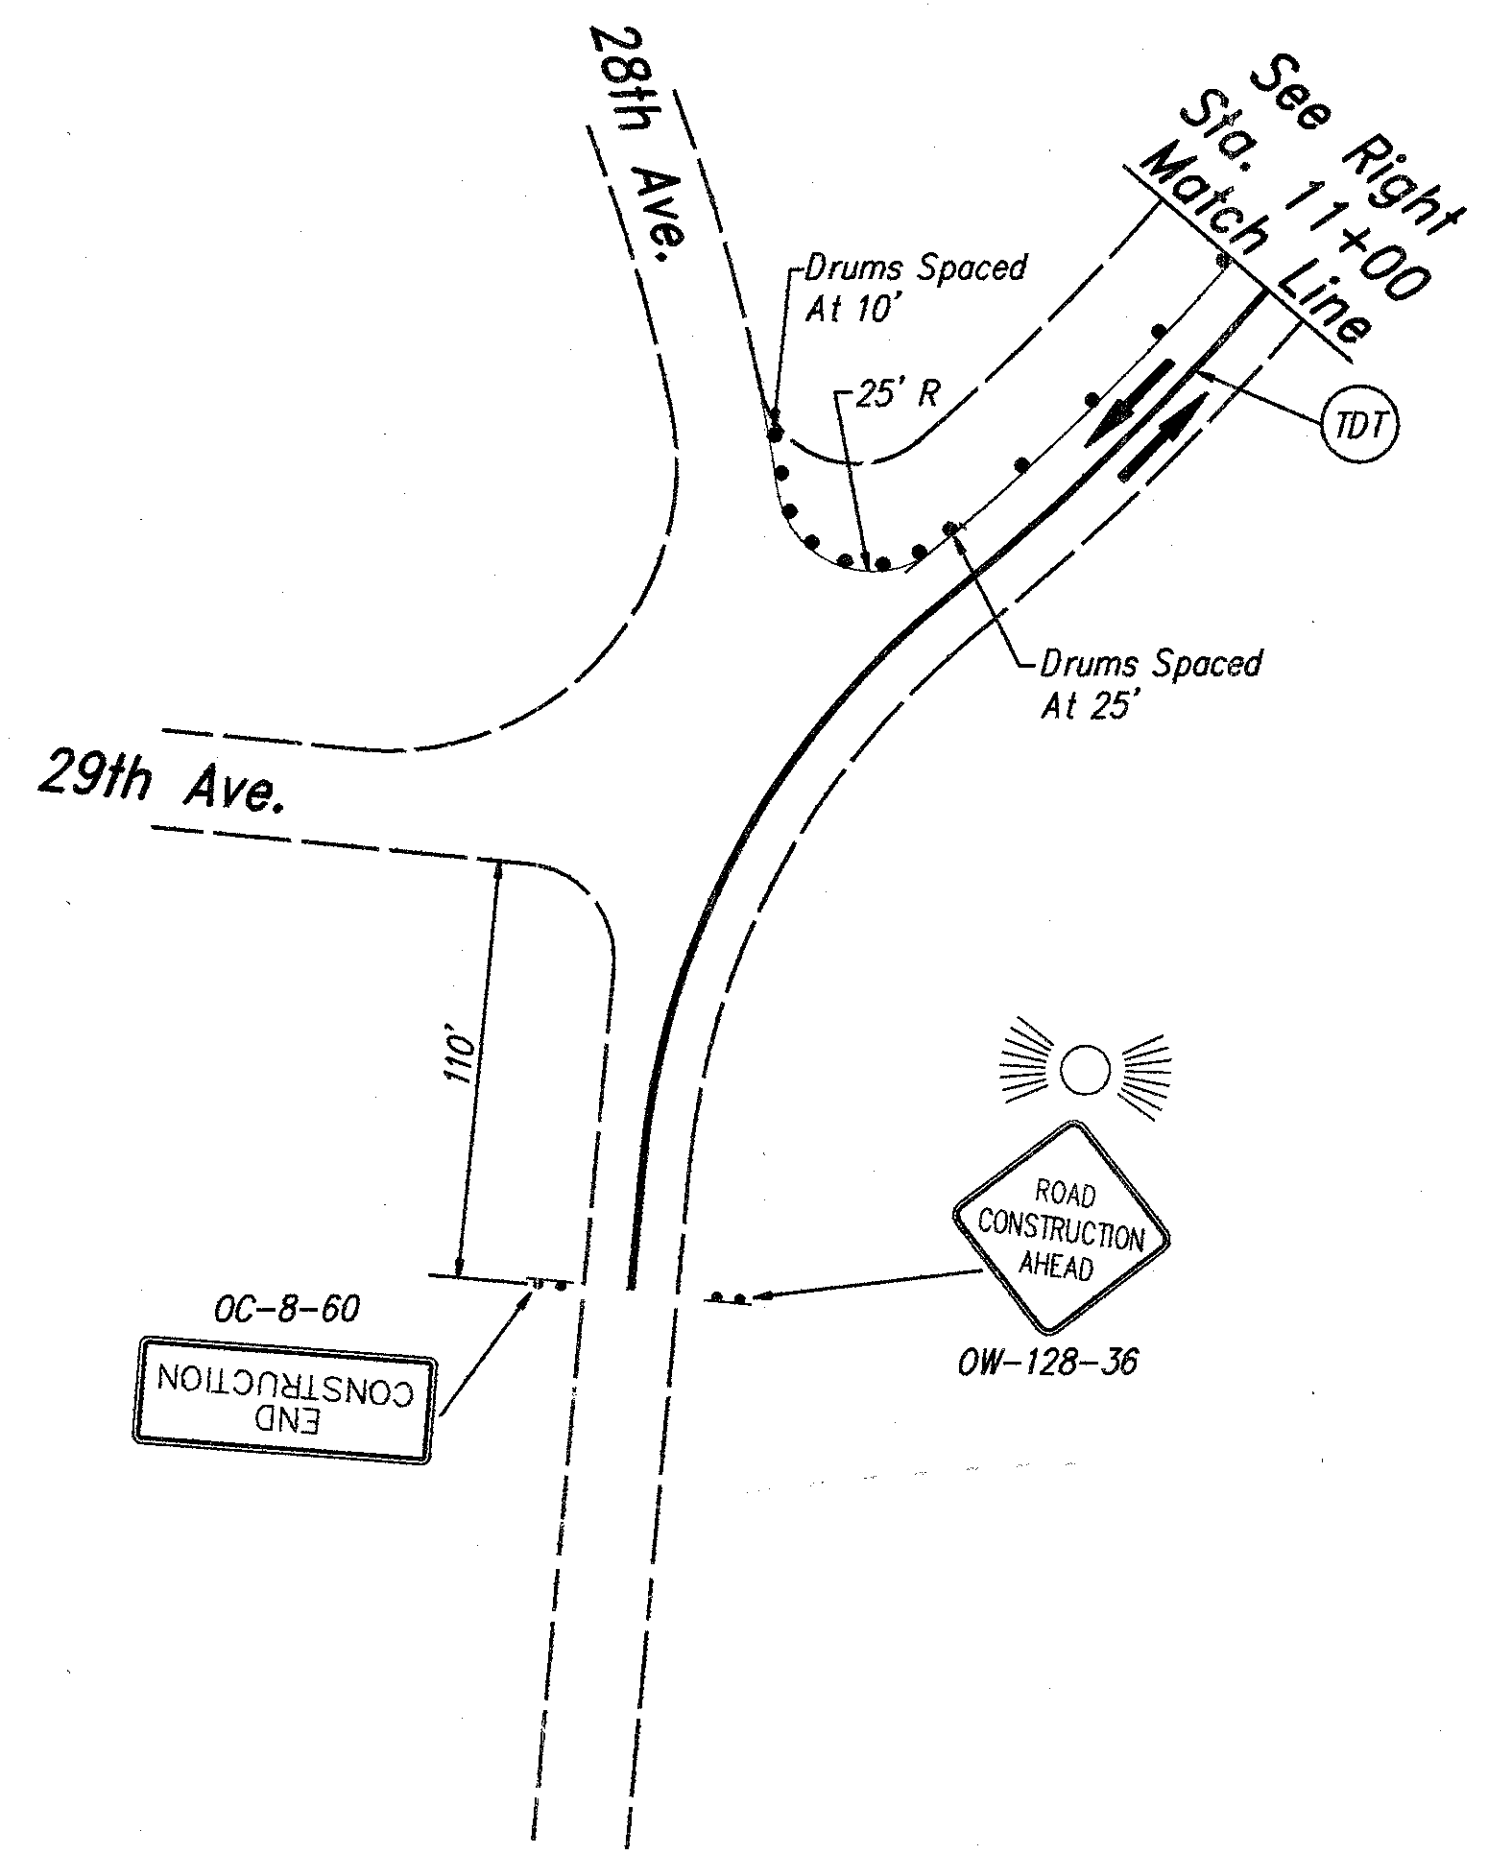 28th Ave.
See Right
Sta. 11+00
Match Line
Drums Spaced
At 10'
25' R
TDT
Drums Spaced
At 25'
29th Ave.
110'
ROAD
CONSTRUCTION
AHEAD
OW-128-36
OC-8-60
END
CONSTRUCTION